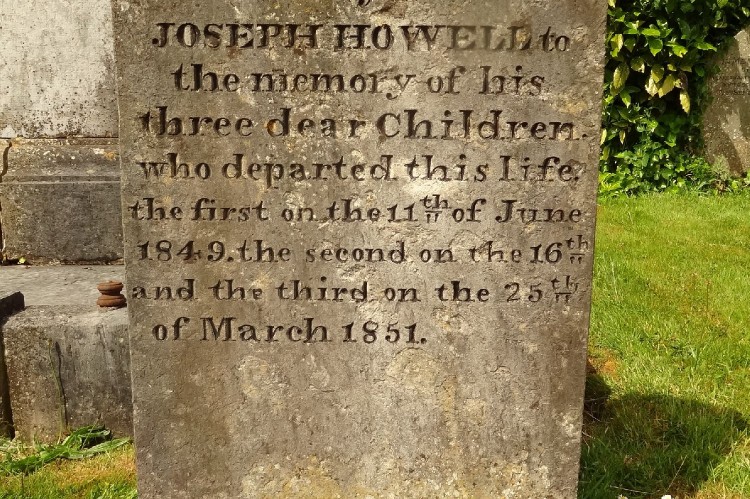 JOSEPH HOWELL to
the memory of his
three dear Children.
who departed this life.
the first on the 11th of June
1849. the second on the 16th
and the third on the 25th
of March 1851.